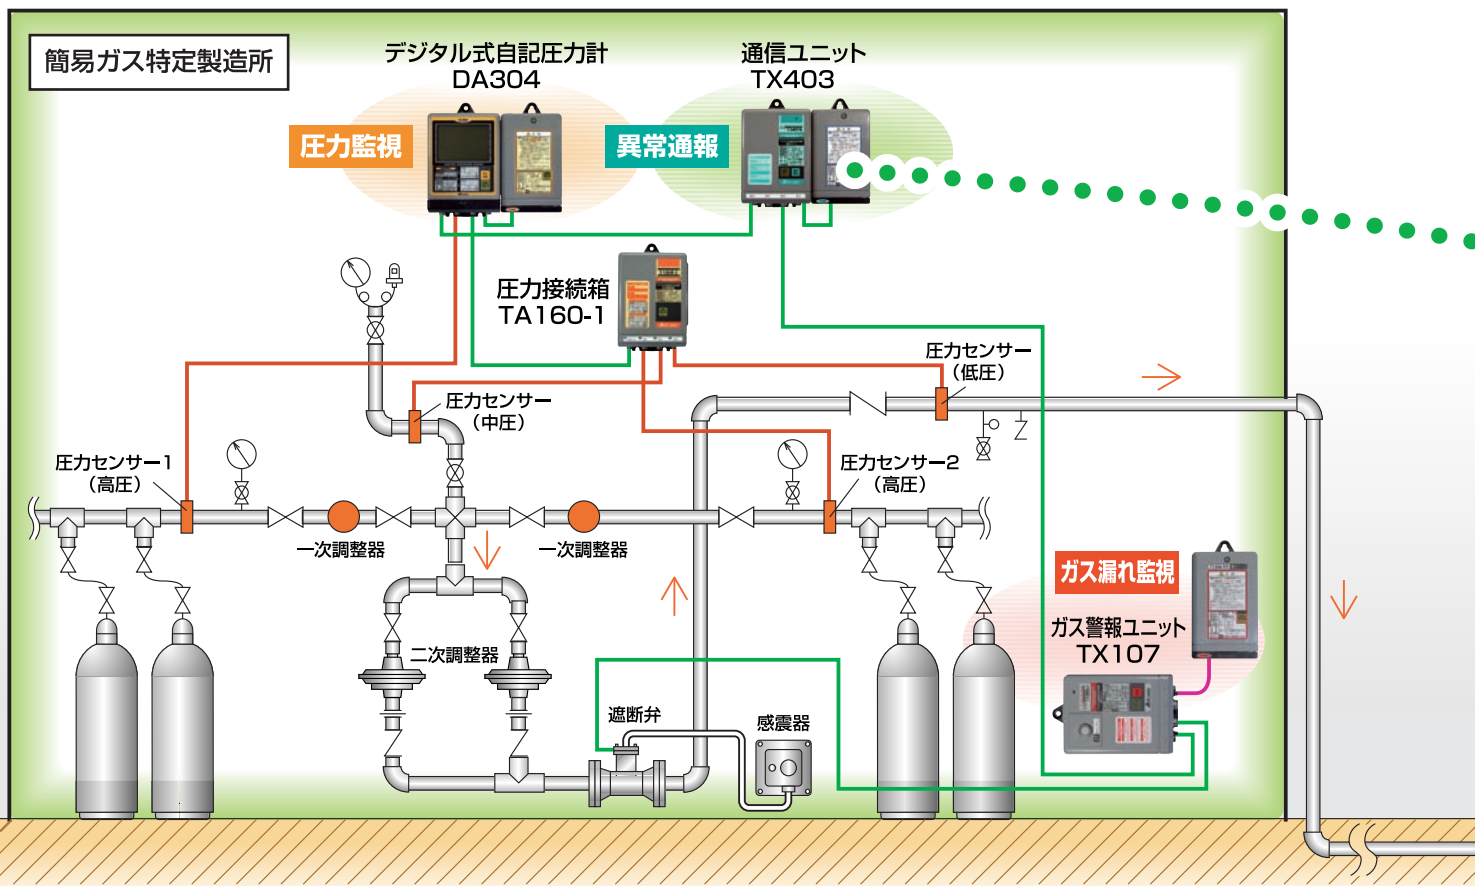 簡易ガス特定製造所
デジタル式自記圧力計
DA304
通信ユニット
TX403
圧力監視
異常通報
圧力接続箱
TA160-1
圧力センサー
（低圧）
圧力センサー
（中圧）
圧力センサー1
（高圧）
圧力センサー2
（高圧）
一次調整器
一次調整器
ガス漏れ監視
ガス警報ユニット
TX107
二次調整器
遮断弁
感震器